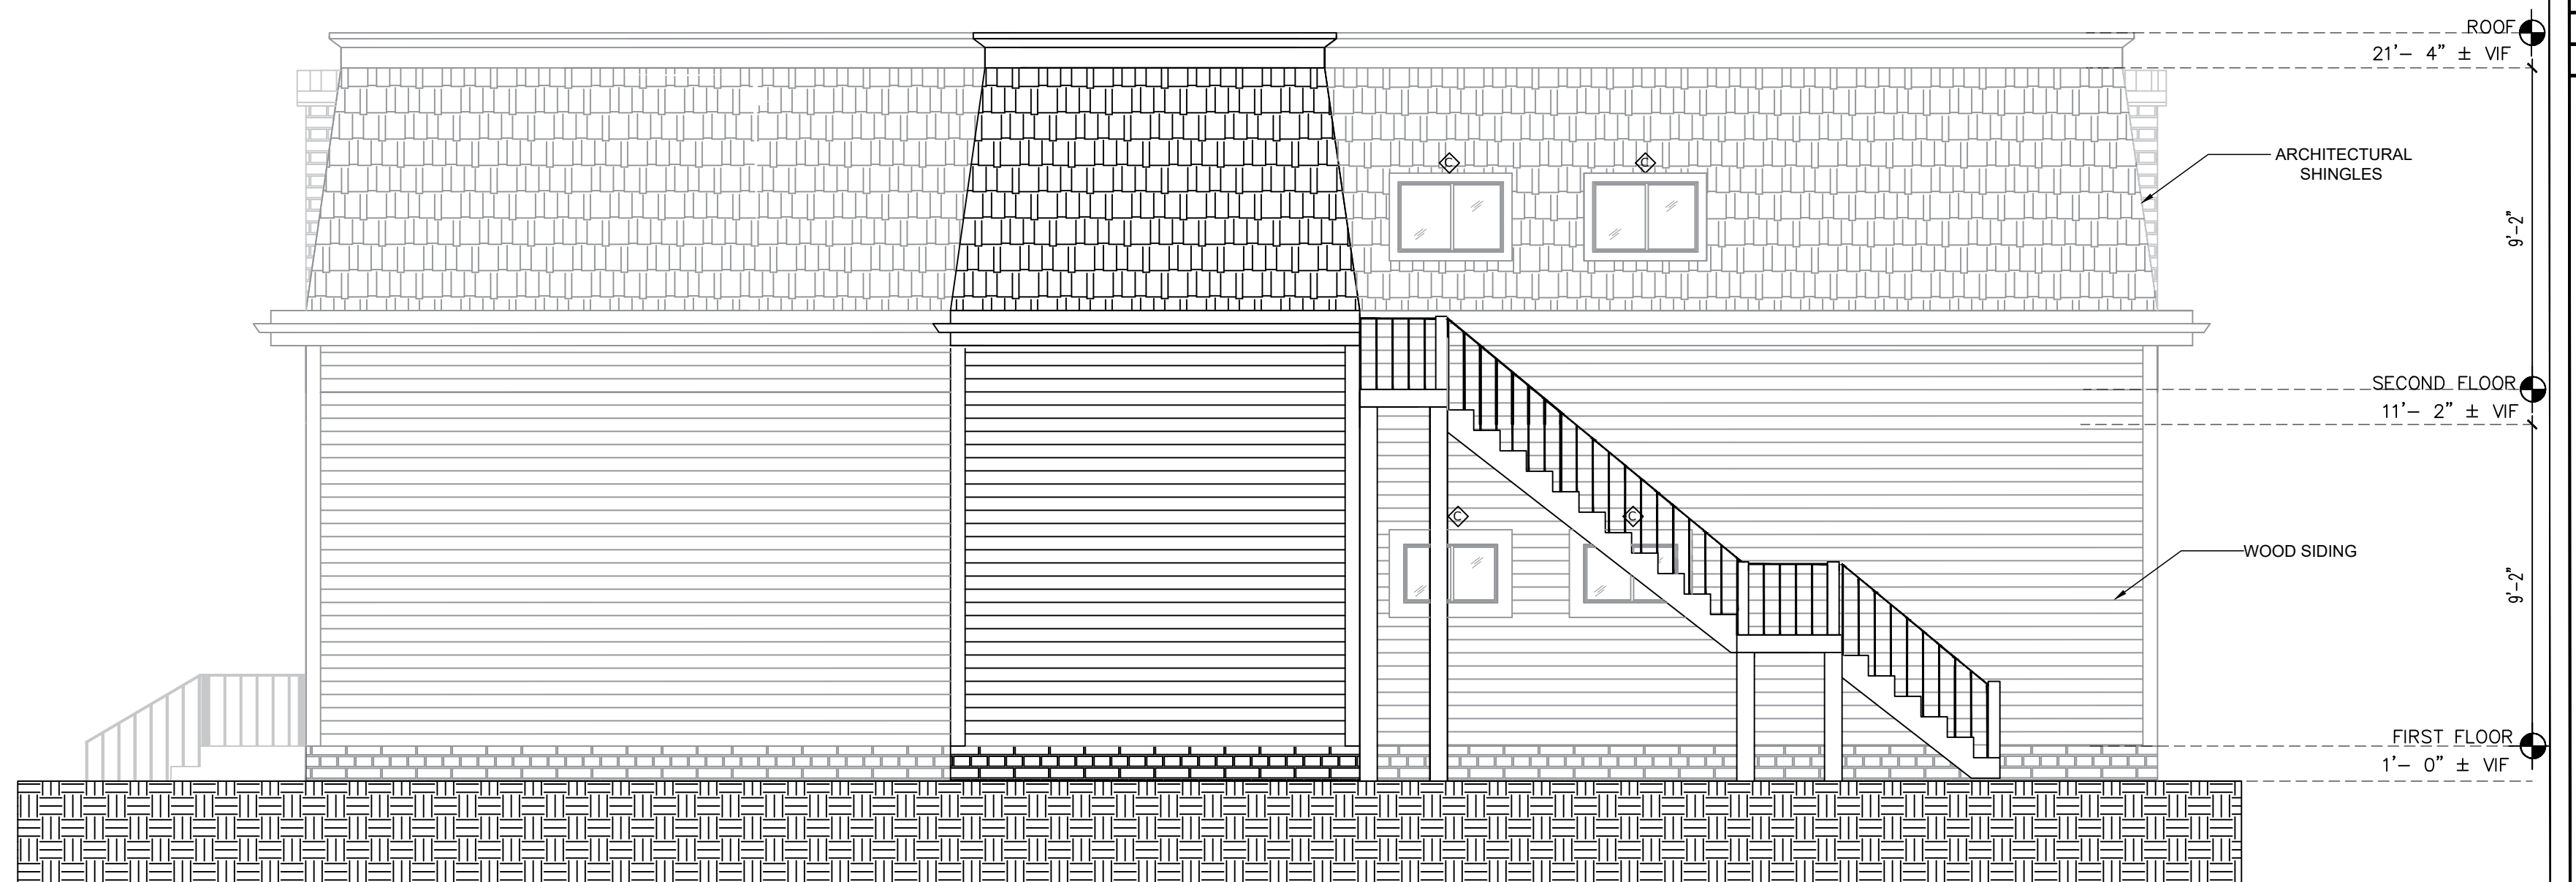 ROOF
21'- 4" ± VIF
C
C
ARCHITECTURAL
SHINGLES
9'-2"
SECOND FLOOR
11'- 2" ± VIF
C
C
WOOD SIDING
9'-2"
FIRST FLOOR
1'- 0" ± VIF